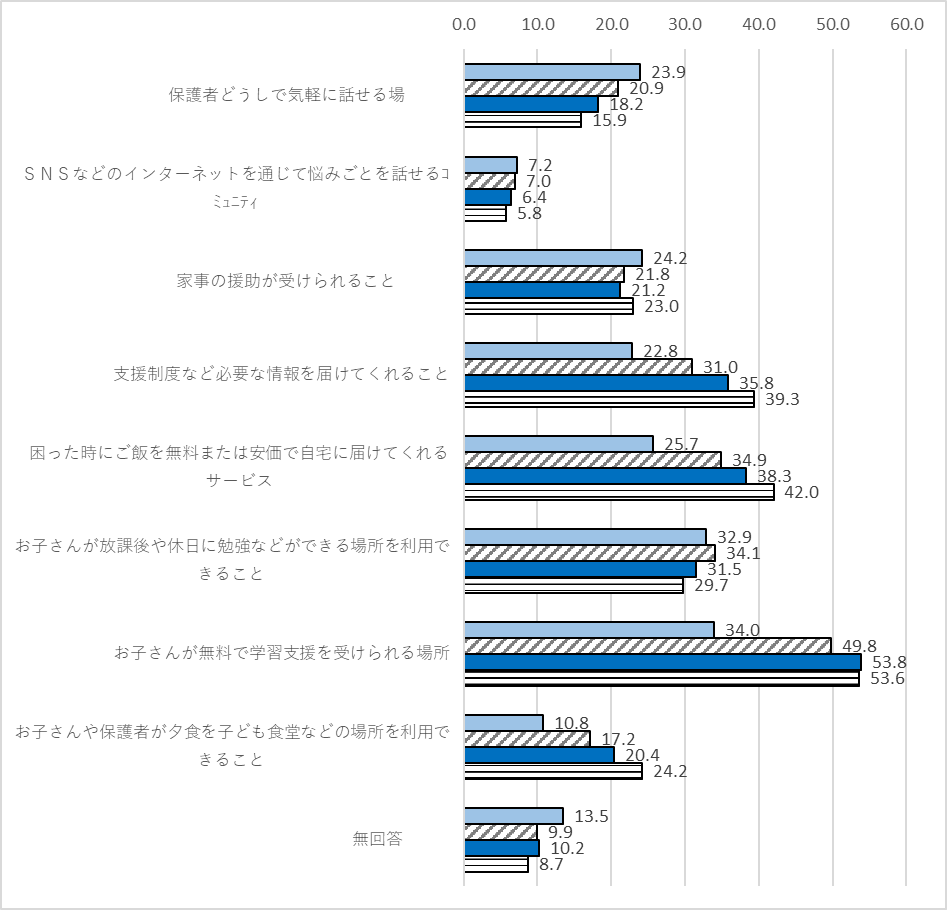 0.0 10.0 20.0 30.0 40.0 50.0 60.0
保護者どうしで気軽に話せる場
23.9
20.9
18.2
15.9
ＳＮＳなどのインターネットを通じて悩みごとを話せるｺ
ﾐｭﾆﾃｨ
7.2
7.0
6.4
5.8
家事の援助が受けられること
24.2
21.8
21.2
23.0
支援制度など必要な情報を届けてくれること
22.8
31.0
35.8
39.3
困った時にご飯を無料または安価で自宅に届けてくれる
サービス
25.7
34.9
38.3
42.0
お子さんが放課後や休日に勉強などができる場所を利用で
きること
32.9
34.1
31.5
29.7
お子さんが無料で学習支援を受けられる場所
34.0
49.8
53.8
53.6
お子さんや保護者が夕食を子ども食堂などの場所を利用で
きること
10.8
17.2
20.4
24.2
無回答
13.5
9.9
10.2
8.7